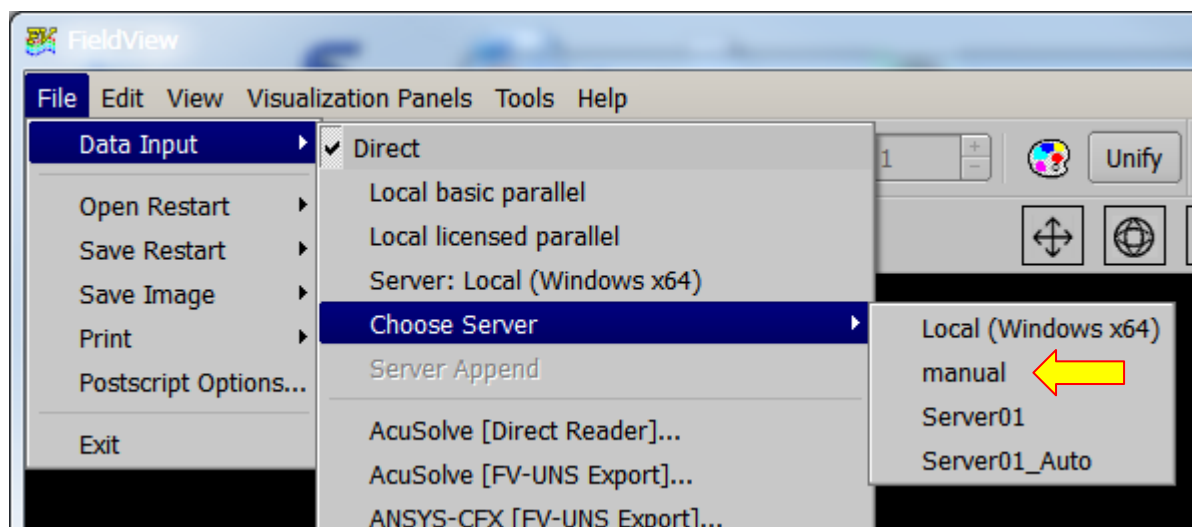 FieldView
File Edit View Visualization Panels Tools Help
Data Input
Open Restart
Save Restart
Save Image
Print
Postscript Options...
Exit
Direct
Local basic parallel
Local licensed parallel
Server: Local (Windows x64)
Choose Server
Server Append
AcuSolve [Direct Reader]...
AcuSolve [FV-UNS Export]...
ANSYS-CFX [FV-UNS Export]...
Local (Windows x64)
manual
Server01
Server01_Auto
1
Unify